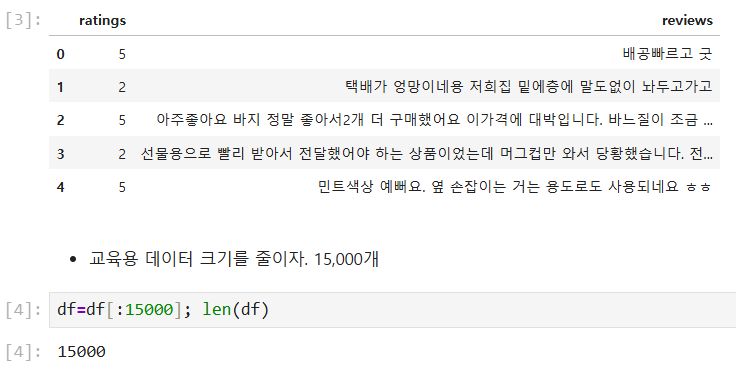 [3]: ratings reviews
0 5 배공빠르고 굿
1 2 택배가 엉망이네용 저희집 밑에층에 말도없이 놔두고가고
2 5 아주좋아요 바지 정말 좋아서2개 더 구매했어요 이가격에 대박입니다. 바느질이 조금 ...
3 2 선물용으로 빨리 받아서 전달했어야 하는 상품이었는데 머그컵만 와서 당황했습니다. 전...
4 5 민트색상 예뻐요. 옆 손잡이는 거는 용도로도 사용되네요 ㅎㅎ
• 교육용 데이터 크기를 줄이자. 15,000개
[4]: df=df[:15000]; len(df)
[4]: 15000